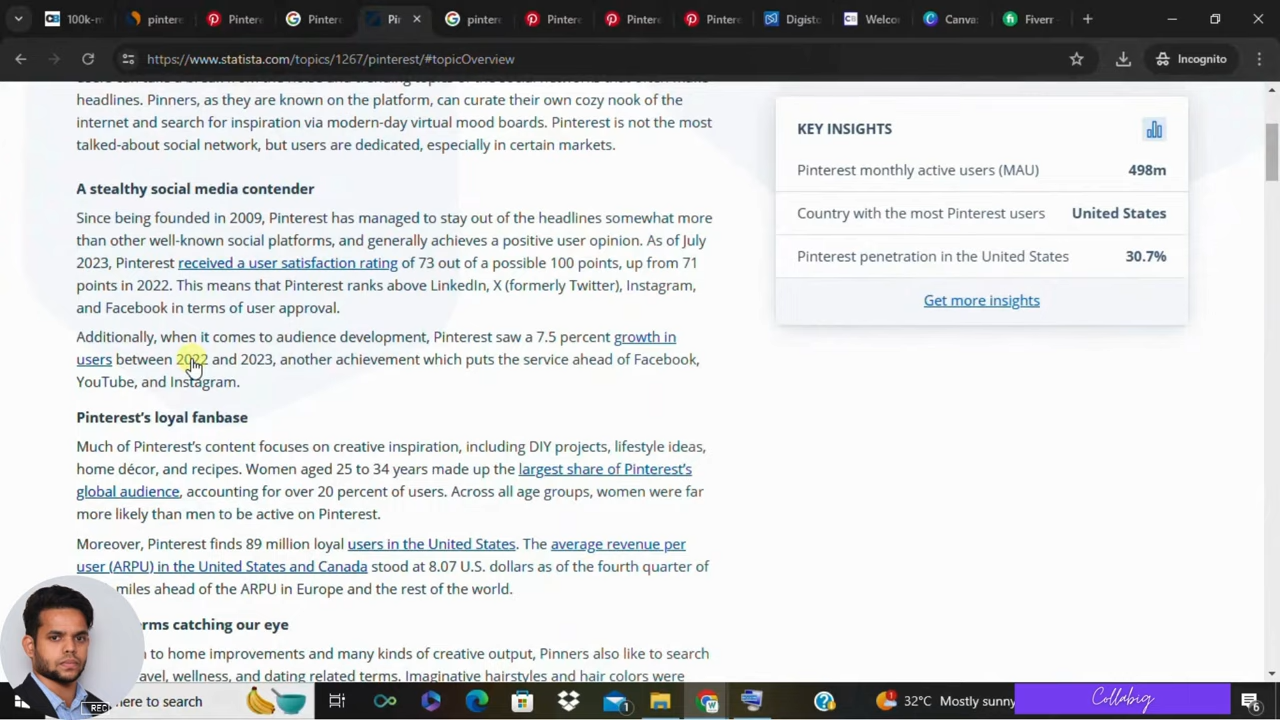 100k-m
pintere
Pinter
Pinter
Pin
pinter
Pinter
Pinter
Pinter
Digisto
Welco
Canva
Fiverr
https://www.statista.com/topics/1267/pinterest/#topicOverview
Incognito
headlines. Pinners, as they are known on the platform, can curate their own cozy nook of the
internet and search for inspiration via modern-day virtual mood boards. Pinterest is not the most
talked-about social network, but users are dedicated, especially in certain markets.
KEY INSIGHTS
Pinterest monthly active users (MAU) 498m
Country with the most Pinterest users United States
Pinterest penetration in the United States 30.7%
Get more insights
A stealthy social media contender
Since being founded in 2009, Pinterest has managed to stay out of the headlines somewhat more
than other well-known social platforms, and generally achieves a positive user opinion. As of July
2023, Pinterest received a user satisfaction rating of 73 out of a possible 100 points, up from 71
points in 2022. This means that Pinterest ranks above LinkedIn, X (formerly Twitter), Instagram,
and Facebook in terms of user approval.
Additionally, when it comes to audience development, Pinterest saw a 7.5 percent growth in
users between 2022 and 2023, another achievement which puts the service ahead of Facebook,
YouTube, and Instagram.
Pinterest's loyal fanbase
Much of Pinterest's content focuses on creative inspiration, including DIY projects, lifestyle ideas,
home décor, and recipes. Women aged 25 to 34 years made up the largest share of Pinterest's
global audience, accounting for over 20 percent of users. Across all age groups, women were far
more likely than men to be active on Pinterest.
Moreover, Pinterest finds 89 million loyal users in the United States. The average revenue per
user (ARPU) in the United States and Canada stood at 8.07 U.S. dollars as of the fourth quarter of
miles ahead of the ARPU in Europe and the rest of the world.
rms catching our eye
n to home improvements and many kinds of creative output, Pinners also like to search
avel, wellness, and dating related terms. Imaginative hairstyles and hair colors were
REC
here to search
1
32°C Mostly sunny
Collabig
6